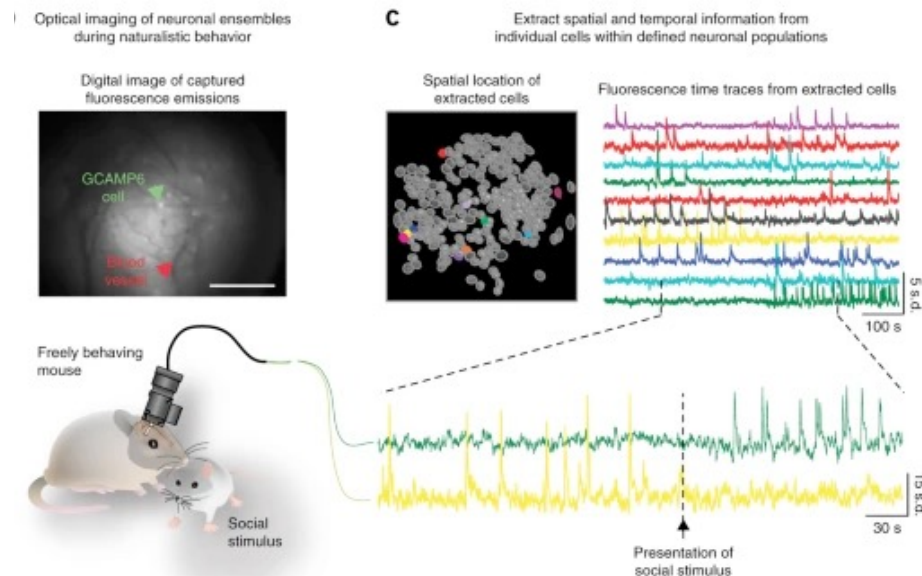 Optical imaging of neuronal ensembles
during naturalistic behavior
Digital image of captured
fluorescence emissions
GCAMP6
cell
Blood
vessel
Freely behaving
mouse
Social
stimulus
C
Extract spatial and temporal information from
individual cells within defined neuronal populations
Spatial location of
extracted cells
Fluorescence time traces from extracted cells
5 s.d.
100 s
15 s.d.
30 s
Presentation of
social stimulus